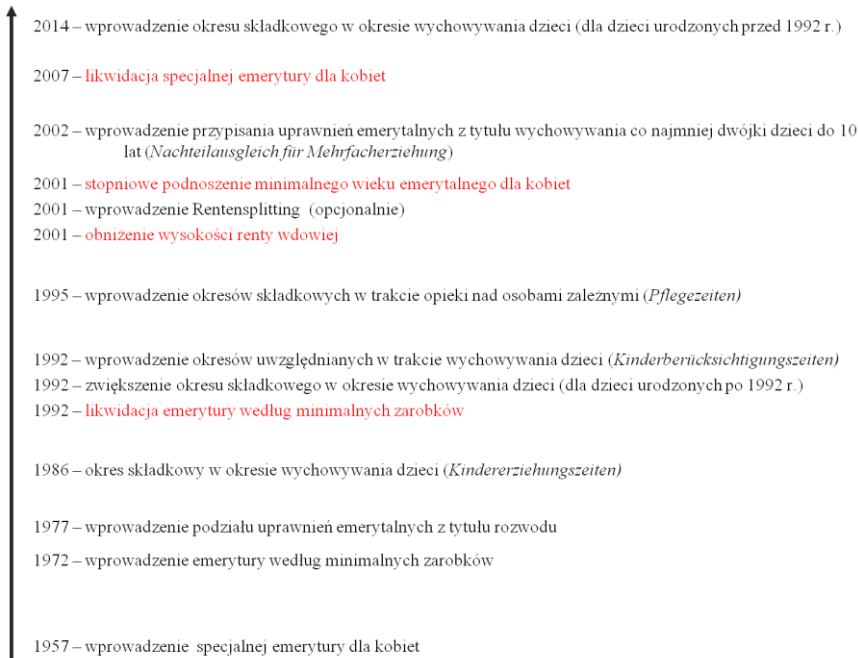 2014 – wprowadzenie okresu składkowego w okresie wychowywania dzieci (dla dzieci urodzonych przed 1992 r.)
2007 – likwidacja specjalnej emerytury dla kobiet
2002 – wprowadzenie przypisania uprawnień emerytalnych z tytułu wychowywania co najmniej dwójki dzieci do 10
lat (Nachteilausgleich für Mehrfacherziehung)
2001 – stopniowe podnoszenie minimalnego wieku emerytalnego dla kobiet
2001 – wprowadzenie Rentensplitting (opcjonalnie)
2001 – obniżenie wysokości renty wdowiej
1995 – wprowadzenie okresów składkowych w trakcie opieki nad osobami zależnymi (Pflegezeiten)
1992 – wprowadzenie okresów uwzględnianych w trakcie wychowywania dzieci (Kinderberücksichtigungszeiten)
1992 – zwiększenie okresu składkowego w okresie wychowywania dzieci (dla dzieci urodzonych po 1992 r.)
1992 – likwidacja emerytury według minimalnych zarobków
1986 – okres składkowy w okresie wychowywania dzieci (Kindererziehungszeiten)
1977 – wprowadzenie podziału uprawnień emerytalnych z tytułu rozwodu
1972 – wprowadzenie emerytury według minimalnych zarobków
1957 – wprowadzenie specjalnej emerytury dla kobiet